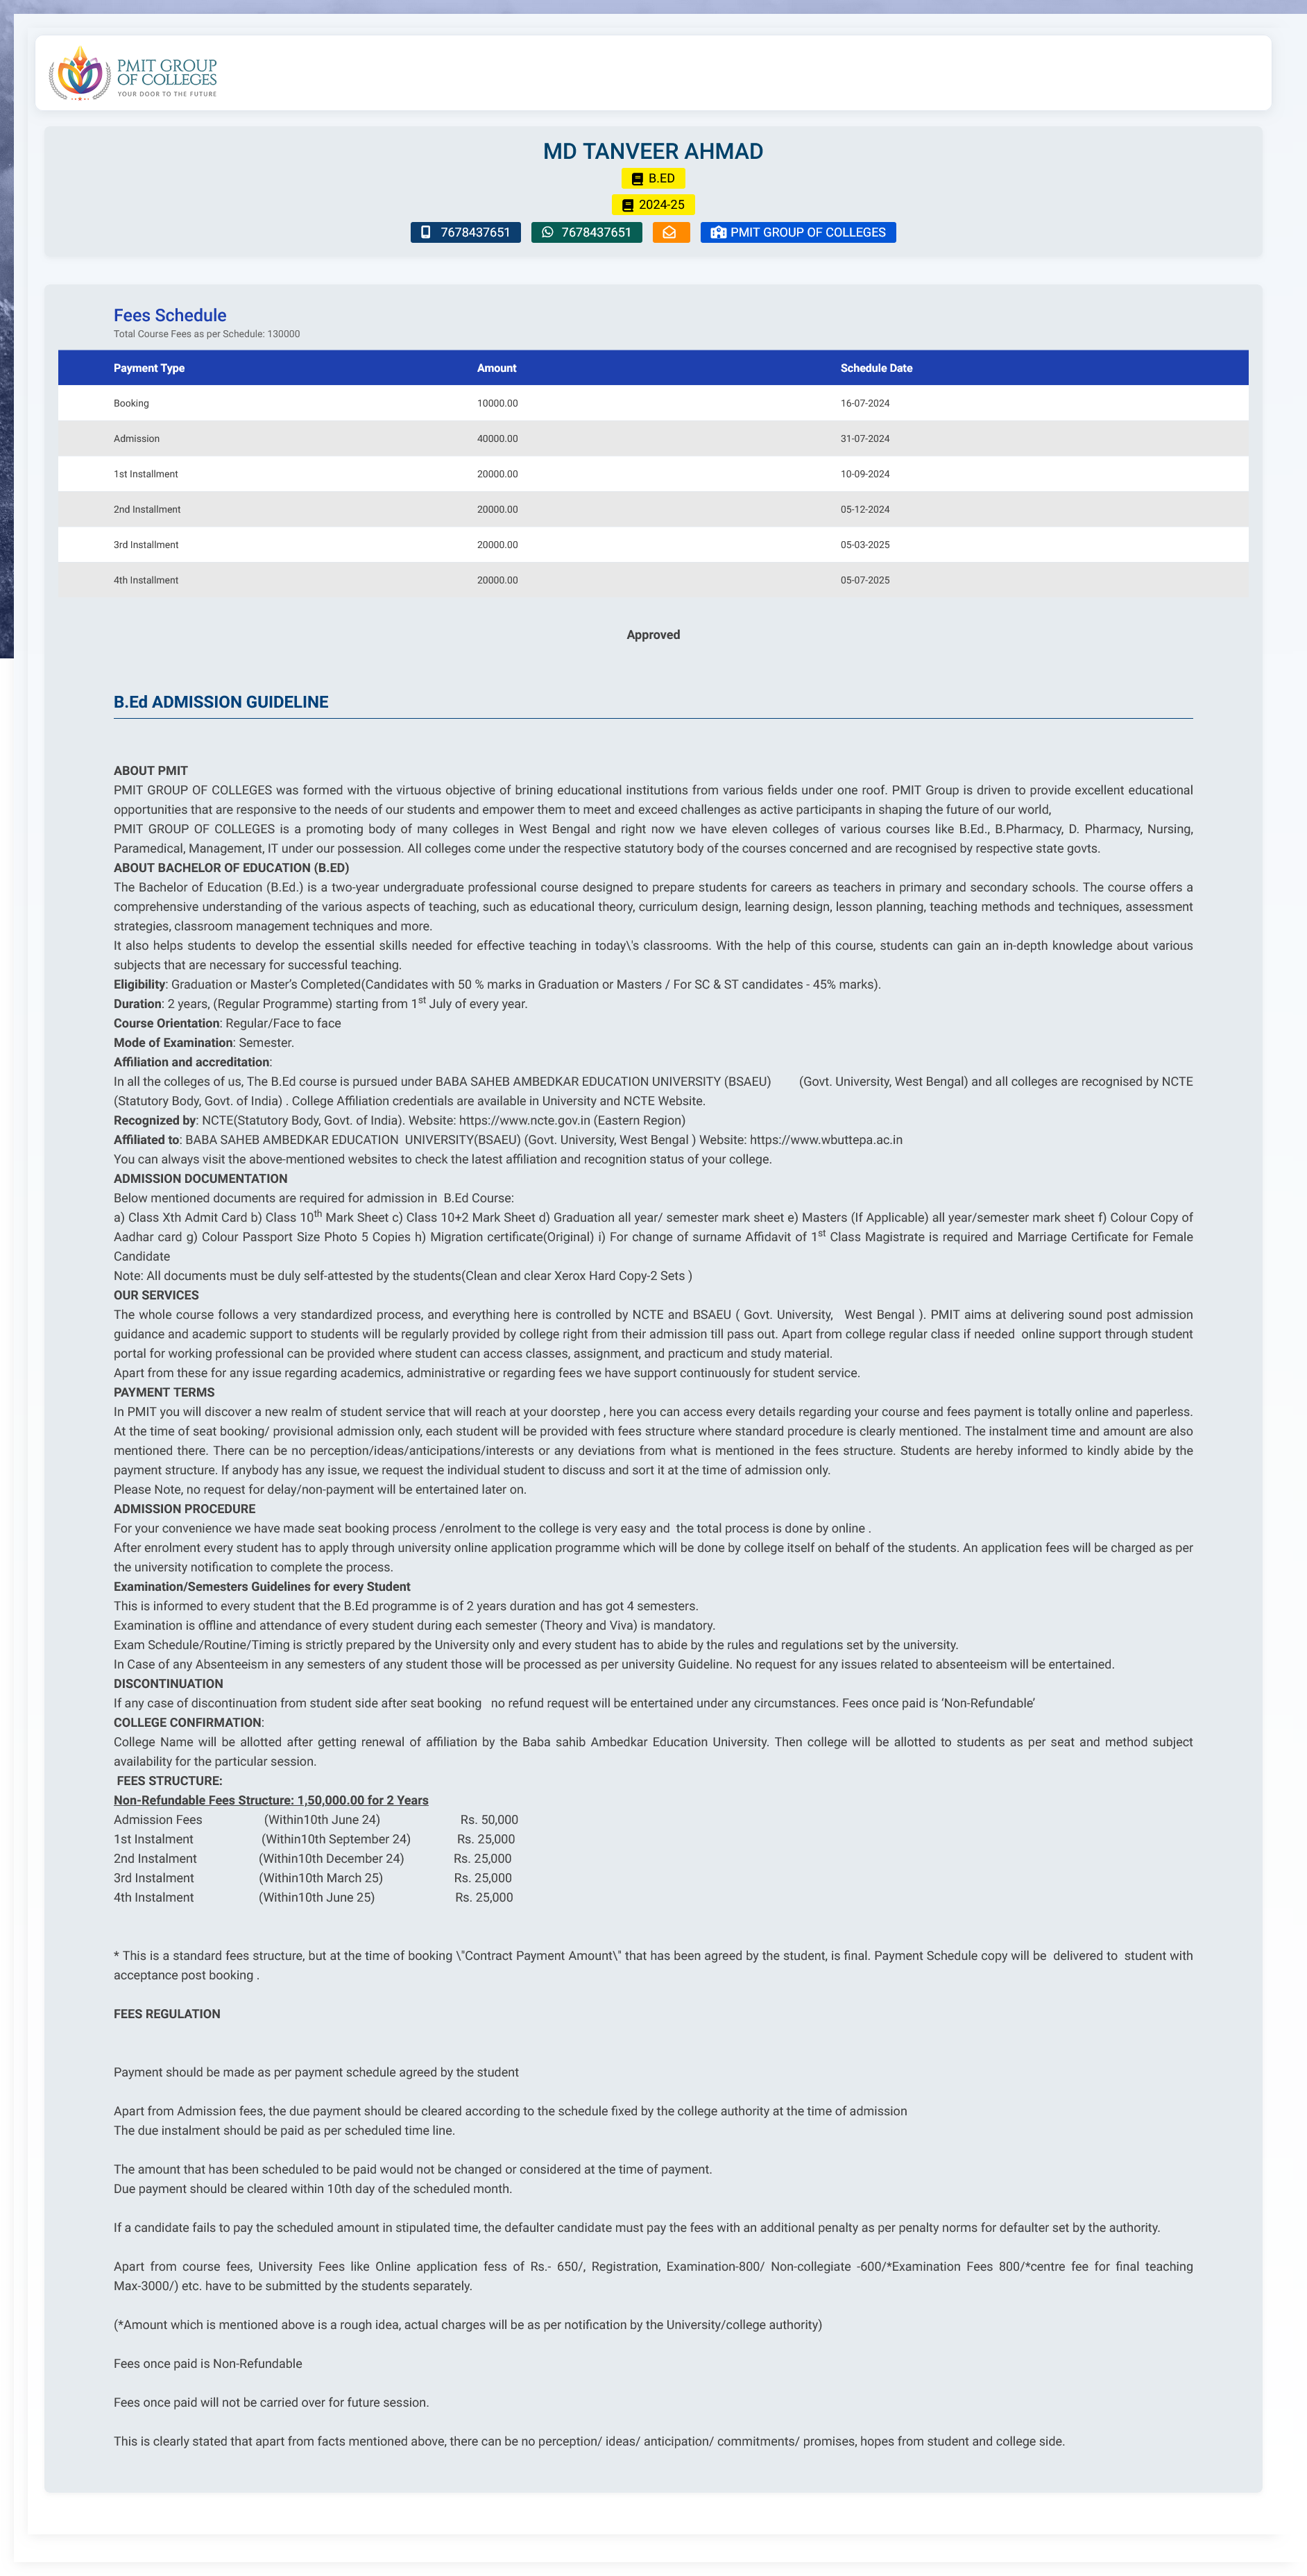 PMIT GROUP
OF COLLEGES
YOUR DOOR TO THE FUTURE
MD TANVEER AHMAD
B.ED
2024-25
7678437651 7678437651 PMIT GROUP OF COLLEGES
Fees Schedule
Total Course Fees as per Schedule: 130000
Payment Type Amount Schedule Date
Booking 10000.00 16-07-2024
Admission 40000.00 31-07-2024
1st Installment 20000.00 10-09-2024
2nd Installment 20000.00 05-12-2024
3rd Installment 20000.00 05-03-2025
4th Installment 20000.00 05-07-2025
Approved
B.Ed ADMISSION GUIDELINE
ABOUT PMIT
PMIT GROUP OF COLLEGES was formed with the virtuous objective of brining educational institutions from various fields under one roof. PMIT Group is driven to provide excellent educational
opportunities that are responsive to the needs of our students and empower them to meet and exceed challenges as active participants in shaping the future of our world,
PMIT GROUP OF COLLEGES is a promoting body of many colleges in West Bengal and right now we have eleven colleges of various courses like B.Ed., B.Pharmacy, D. Pharmacy, Nursing,
Paramedical, Management, IT under our possession. All colleges come under the respective statutory body of the courses concerned and are recognised by respective state govts.
ABOUT BACHELOR OF EDUCATION (B.ED)
The Bachelor of Education (B.Ed.) is a two-year undergraduate professional course designed to prepare students for careers as teachers in primary and secondary schools. The course offers a
comprehensive understanding of the various aspects of teaching, such as educational theory, curriculum design, learning design, lesson planning, teaching methods and techniques, assessment
strategies, classroom management techniques and more.
It also helps students to develop the essential skills needed for effective teaching in today\'s classrooms. With the help of this course, students can gain an in-depth knowledge about various
subjects that are necessary for successful teaching.
Eligibility: Graduation or Master's Completed(Candidates with 50 % marks in Graduation or Masters / For SC & ST candidates - 45% marks).
Duration: 2 years, (Regular Programme) starting from 1st July of every year.
Course Orientation: Regular/Face to face
Mode of Examination: Semester.
Affiliation and accreditation:
In all the colleges of us, The B.Ed course is pursued under BABA SAHEB AMBEDKAR EDUCATION UNIVERSITY (BSAEU) (Govt. University, West Bengal) and all colleges are recognised by NCTE
(Statutory Body, Govt. of India) . College Affiliation credentials are available in University and NCTE Website.
Recognized by: NCTE(Statutory Body, Govt. of India). Website: https://www.ncte.gov.in (Eastern Region)
Affiliated to: BABA SAHEB AMBEDKAR EDUCATION UNIVERSITY(BSAEU) (Govt. University, West Bengal ) Website: https://www.wbuttepa.ac.in
You can always visit the above-mentioned websites to check the latest affiliation and recognition status of your college.
ADMISSION DOCUMENTATION
Below mentioned documents are required for admission in B.Ed Course:
a) Class Xth Admit Card b) Class 10th Mark Sheet c) Class 10+2 Mark Sheet d) Graduation all year/ semester mark sheet e) Masters (If Applicable) all year/semester mark sheet f) Colour Copy of
Aadhar card g) Colour Passport Size Photo 5 Copies h) Migration certificate(Original) i) For change of surname Affidavit of 1st Class Magistrate is required and Marriage Certificate for Female
Candidate
Note: All documents must be duly self-attested by the students(Clean and clear Xerox Hard Copy-2 Sets )
OUR SERVICES
The whole course follows a very standardized process, and everything here is controlled by NCTE and BSAEU ( Govt. University, West Bengal ). PMIT aims at delivering sound post admission
guidance and academic support to students will be regularly provided by college right from their admission till pass out. Apart from college regular class if needed online support through student
portal for working professional can be provided where student can access classes, assignment, and practicum and study material.
Apart from these for any issue regarding academics, administrative or regarding fees we have support continuously for student service.
PAYMENT TERMS
In PMIT you will discover a new realm of student service that will reach at your doorstep , here you can access every details regarding your course and fees payment is totally online and paperless.
At the time of seat booking/ provisional admission only, each student will be provided with fees structure where standard procedure is clearly mentioned. The instalment time and amount are also
mentioned there. There can be no perception/ideas/anticipations/interests or any deviations from what is mentioned in the fees structure. Students are hereby informed to kindly abide by the
payment structure. If anybody has any issue, we request the individual student to discuss and sort it at the time of admission only.
Please Note, no request for delay/non-payment will be entertained later on.
ADMISSION PROCEDURE
For your convenience we have made seat booking process /enrolment to the college is very easy and the total process is done by online .
After enrolment every student has to apply through university online application programme which will be done by college itself on behalf of the students. An application fees will be charged as per
the university notification to complete the process.
Examination/Semesters Guidelines for every Student
This is informed to every student that the B.Ed programme is of 2 years duration and has got 4 semesters.
Examination is offline and attendance of every student during each semester (Theory and Viva) is mandatory.
Exam Schedule/Routine/Timing is strictly prepared by the University only and every student has to abide by the rules and regulations set by the university.
In Case of any Absenteeism in any semesters of any student those will be processed as per university Guideline. No request for any issues related to absenteeism will be entertained.
DISCONTINUATION
If any case of discontinuation from student side after seat booking no refund request will be entertained under any circumstances. Fees once paid is ‘Non-Refundable’
COLLEGE CONFIRMATION:
College Name will be allotted after getting renewal of affiliation by the Baba sahib Ambedkar Education University. Then college will be allotted to students as per seat and method subject
availability for the particular session.
FEES STRUCTURE:
Non-Refundable Fees Structure: 1,50,000.00 for 2 Years
Admission Fees (Within10th June 24) Rs. 50,000
1st Instalment (Within10th September 24) Rs. 25,000
2nd Instalment (Within10th December 24) Rs. 25,000
3rd Instalment (Within10th March 25) Rs. 25,000
4th Instalment (Within10th June 25) Rs. 25,000
* This is a standard fees structure, but at the time of booking \"Contract Payment Amount\" that has been agreed by the student, is final. Payment Schedule copy will be delivered to student with
acceptance post booking .
FEES REGULATION
Payment should be made as per payment schedule agreed by the student
Apart from Admission fees, the due payment should be cleared according to the schedule fixed by the college authority at the time of admission
The due instalment should be paid as per scheduled time line.
The amount that has been scheduled to be paid would not be changed or considered at the time of payment.
Due payment should be cleared within 10th day of the scheduled month.
If a candidate fails to pay the scheduled amount in stipulated time, the defaulter candidate must pay the fees with an additional penalty as per penalty norms for defaulter set by the authority.
Apart from course fees, University Fees like Online application fess of Rs.- 650/, Registration, Examination-800/ Non-collegiate -600/*Examination Fees 800/*centre fee for final teaching
Max-3000/) etc. have to be submitted by the students separately.
(*Amount which is mentioned above is a rough idea, actual charges will be as per notification by the University/college authority)
Fees once paid is Non-Refundable
Fees once paid will not be carried over for future session.
This is clearly stated that apart from facts mentioned above, there can be no perception/ ideas/ anticipation/ commitments/ promises, hopes from student and college side.